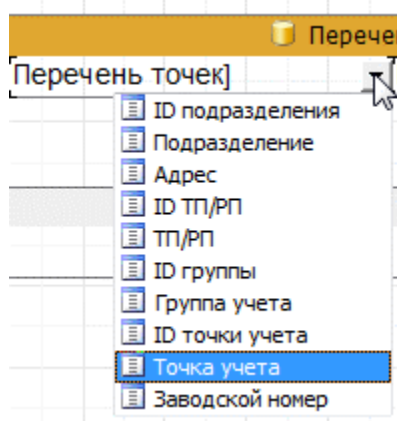 Перече
[Перечень точек]
ID подразделения
Подразделение
Адрес
ID ТП/РП
ТП/РП
ID группы
Группа учета
ID точки учета
Точка учета
Заводской номер